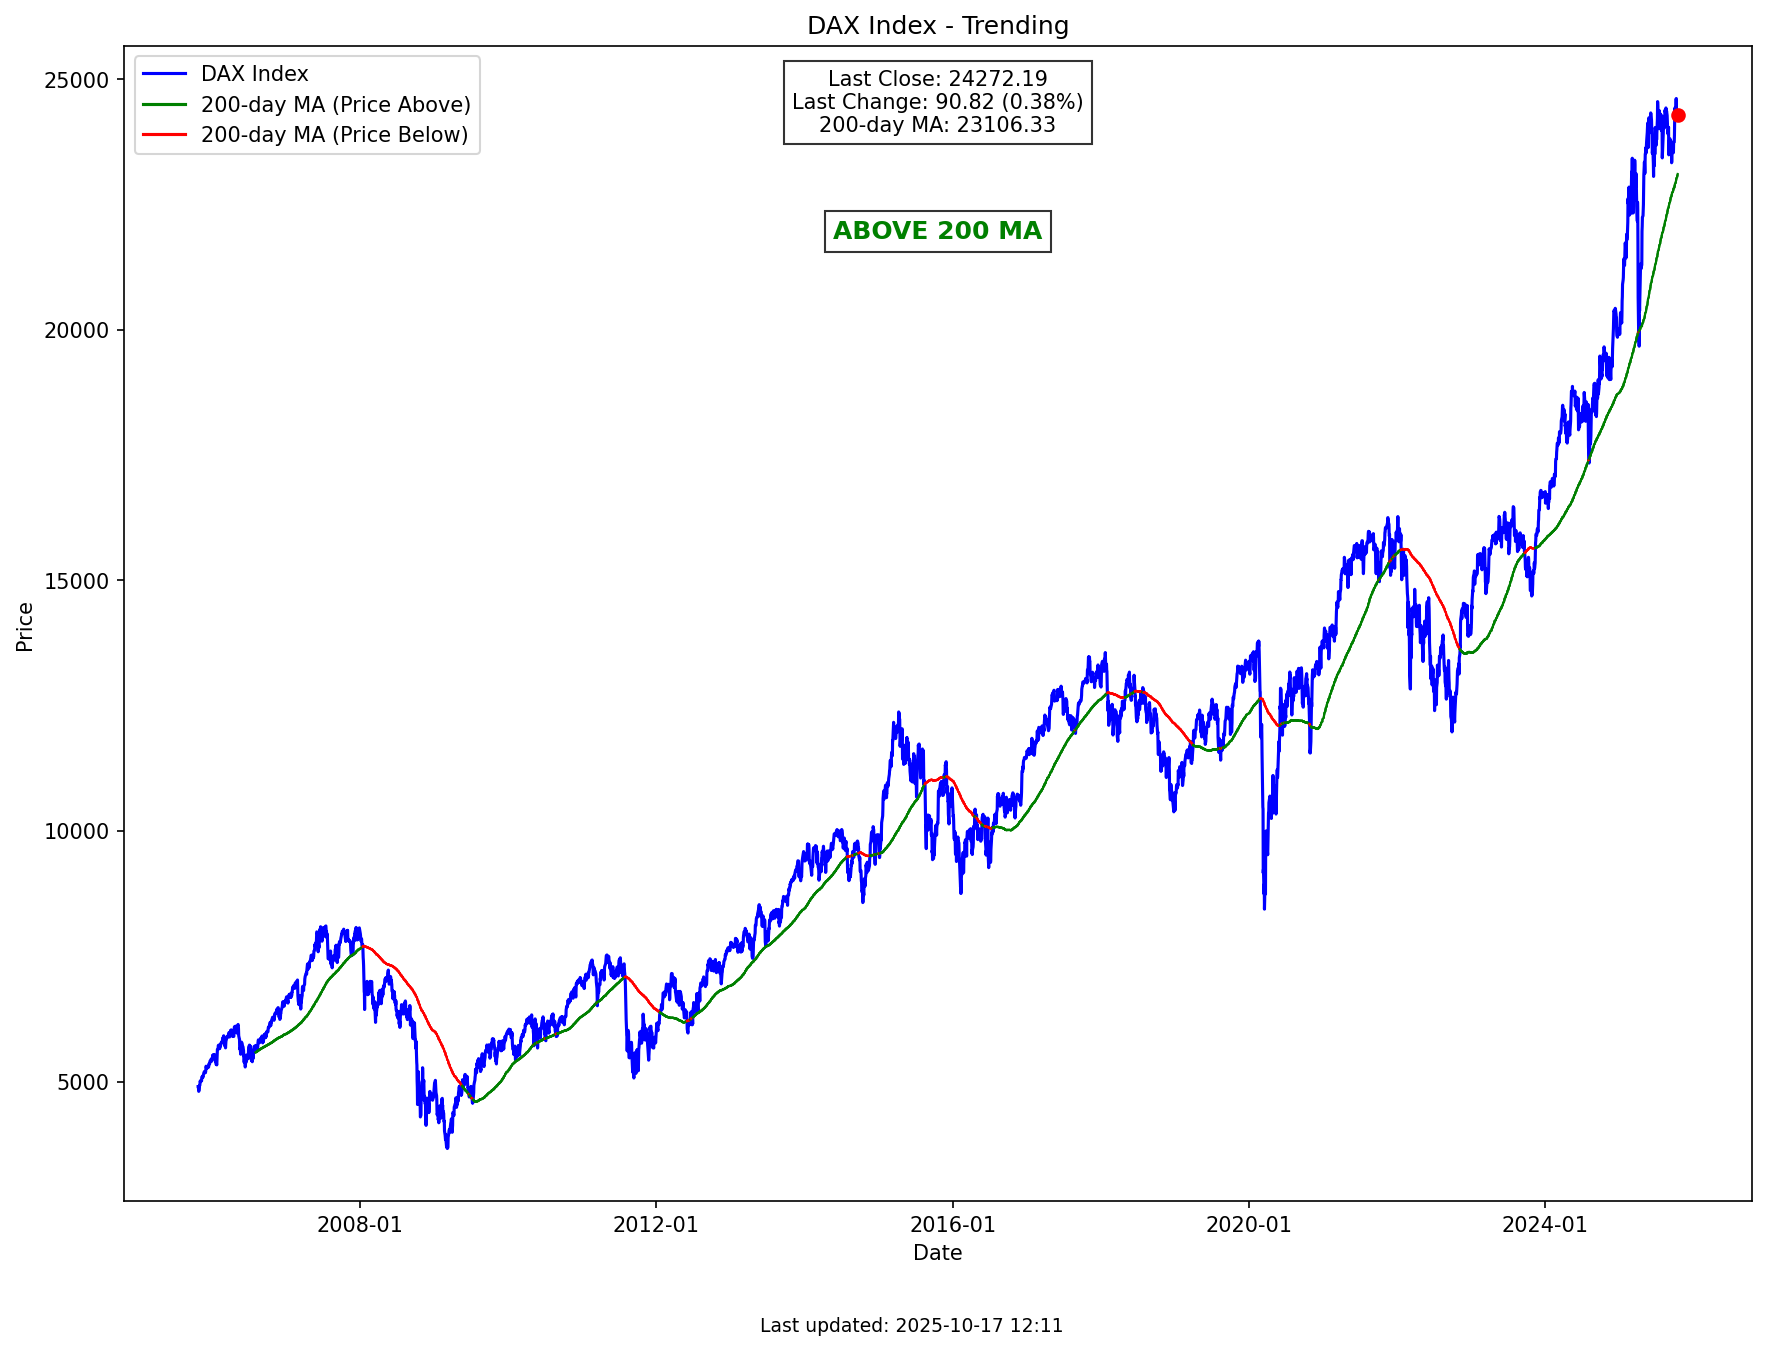 DAX Index - Trending
DAX Index
200-day MA (Price Above)
200-day MA (Price Below)
Last Close: 24272.19
Last Change: 90.82 (0.38%)
200-day MA: 23106.33
ABOVE 200 MA
Price
25000
20000
15000
10000
5000
2008-01
2012-01
2016-01
2020-01
2024-01
Date
Last updated: 2025-10-17 12:11